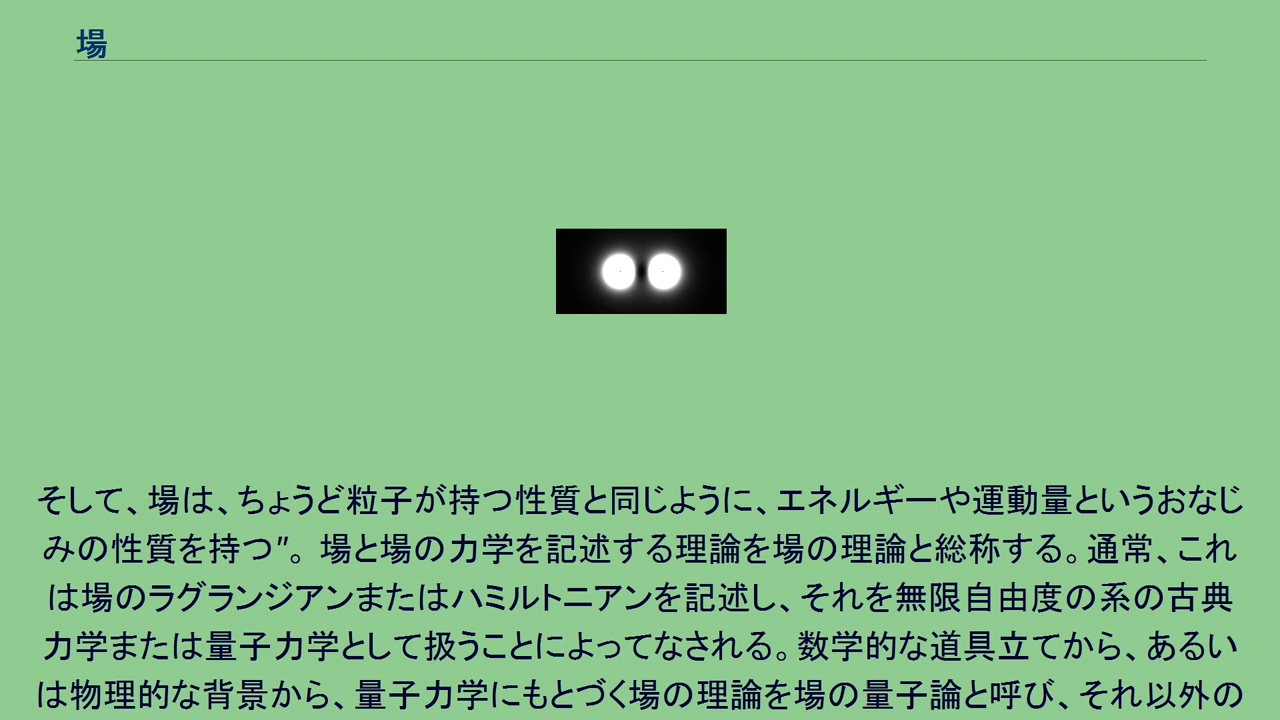 場
そして、場は、ちょうど粒子が持つ性質と同じように、エネルギーや運動量というおなじ
みの性質を持つ”。場と場の力学を記述する理論を場の理論と総称する。通常、これ
は場のラグランジアンまたはハミルトニアンを記述し、それを無限自由度の系の古典
力学または量子力学として扱うことによってなされる。数学的な道具立てから、あるい
は物理的な背景から、量子力学にもとづく場の理論を場の量子論と呼び、それ以外の